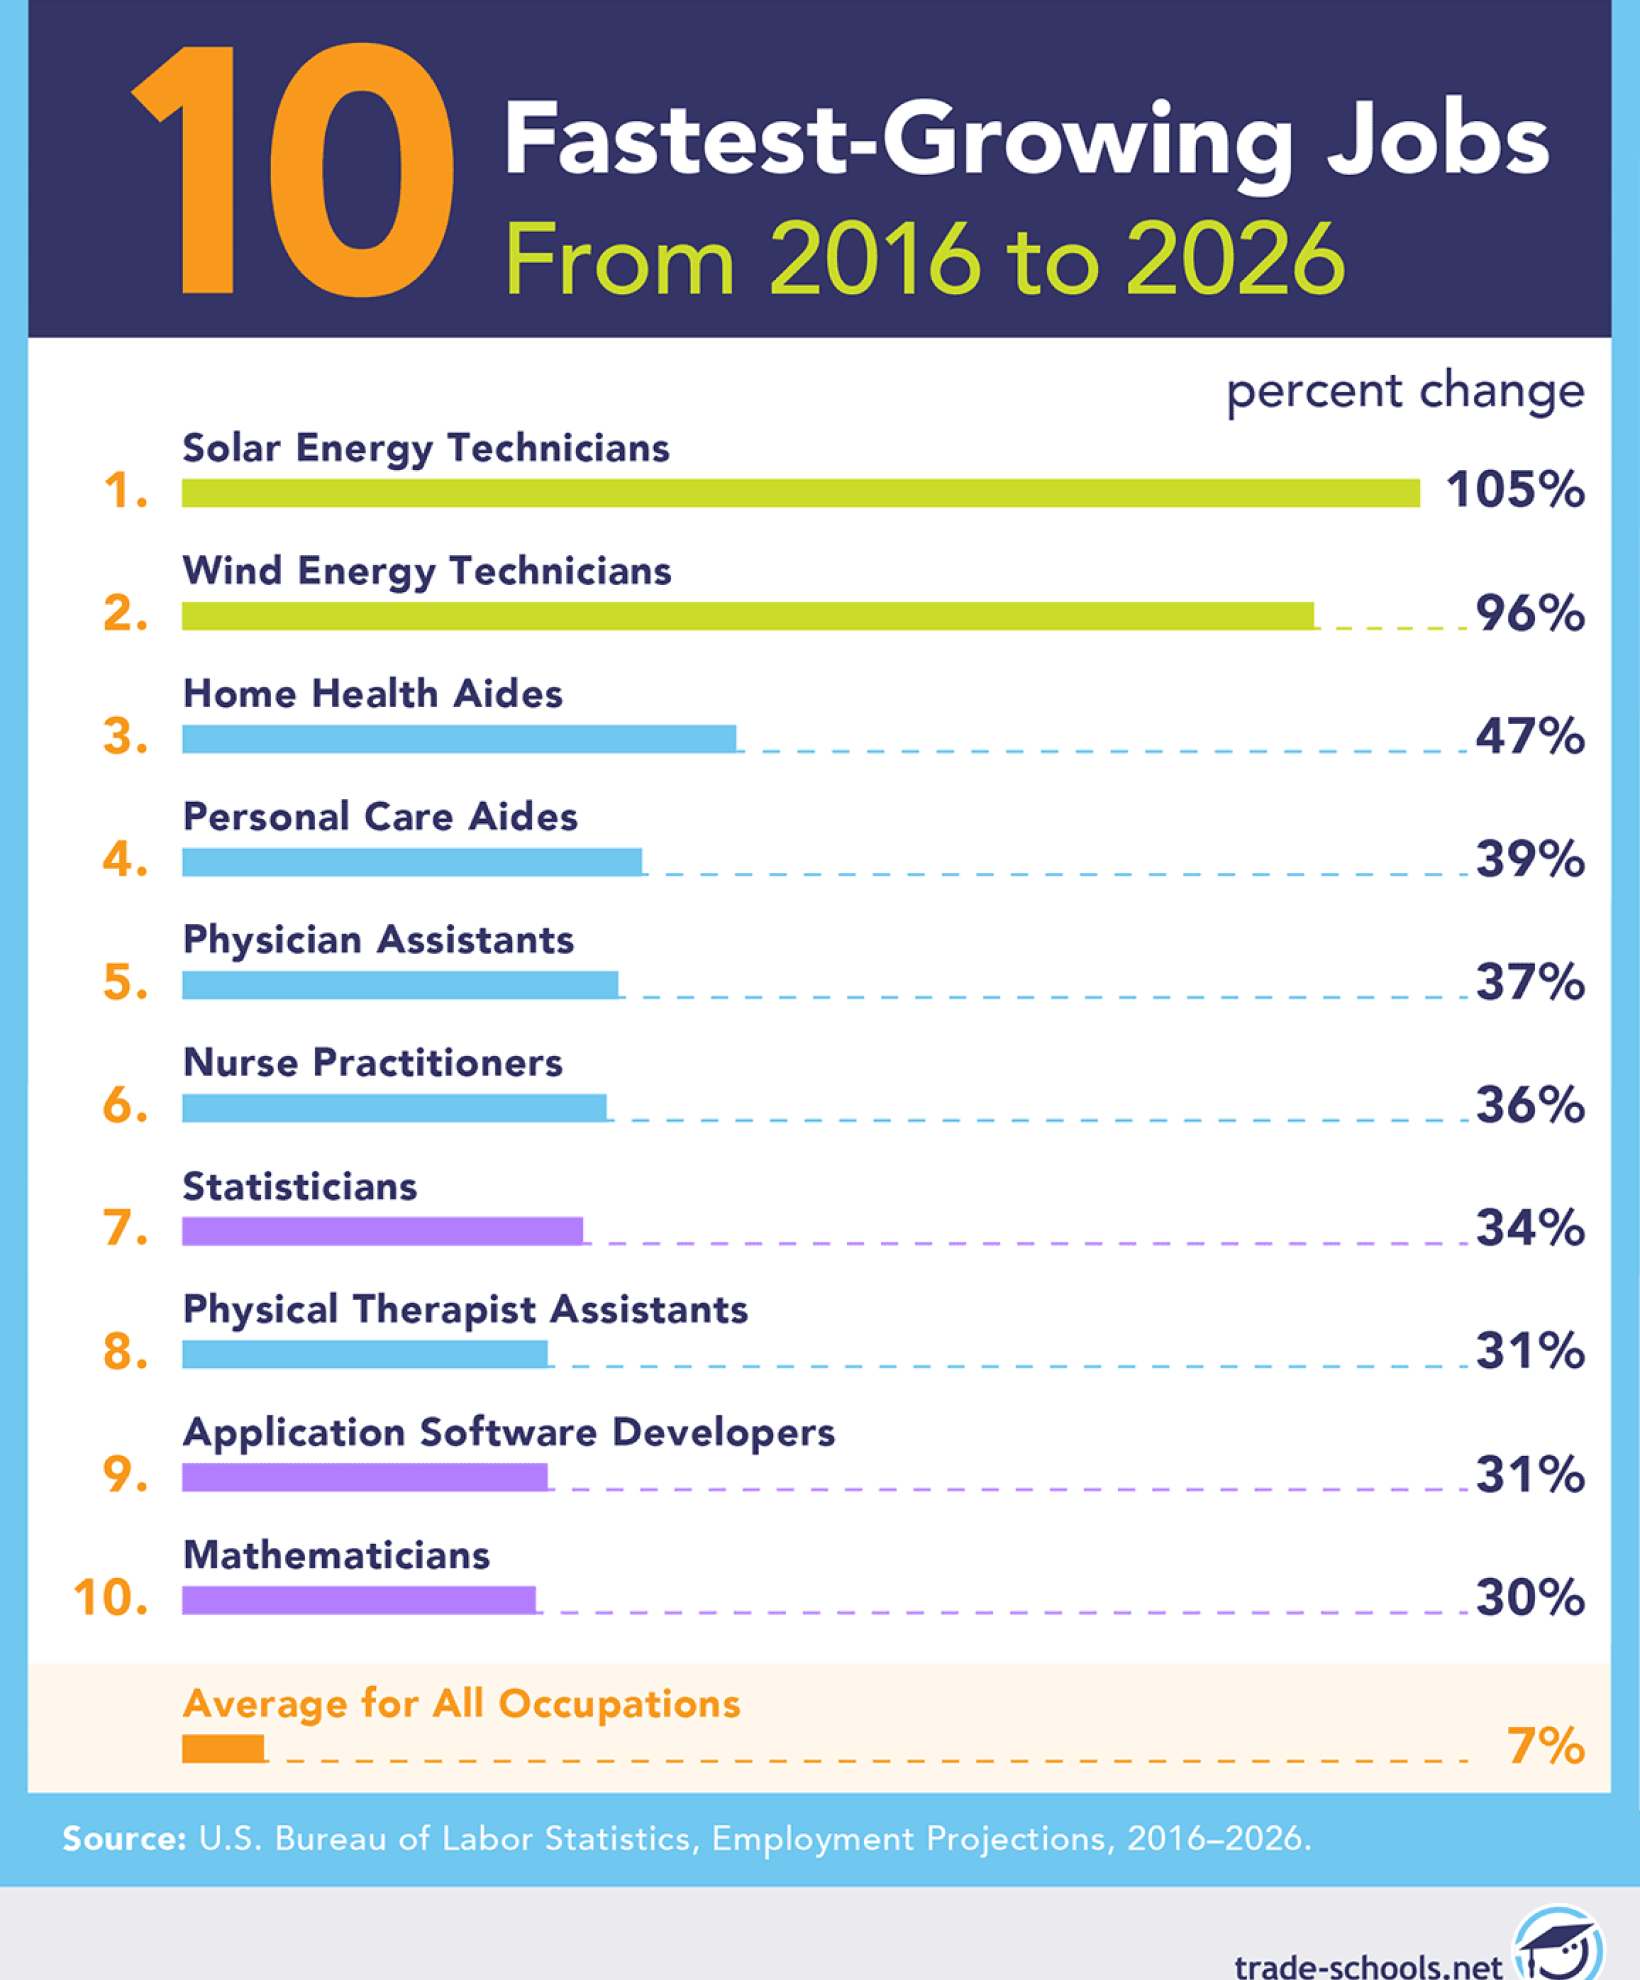 10 Fastest-Growing Jobs
From 2016 to 2026
percent change
Solar Energy Technicians
1. 105%
Wind Energy Technicians
2. 96%
Home Health Aides
3. 47%
Personal Care Aides
4. 39%
Physician Assistants
5. 37%
Nurse Practitioners
6. 36%
Statisticians
7. 34%
Physical Therapist Assistants
8. 31%
Application Software Developers
9. 31%
Mathematicians
10. 30%
Average for All Occupations
7%
Source: U.S. Bureau of Labor Statistics, Employment Projections, 2016–2026.
trade-schools.net